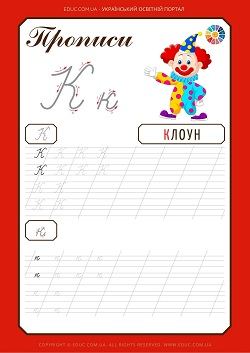 EDUC.COM.UA - УКРАЇНСЬКИЙ ОСВІТНІЙ ПОРТАЛ
Прописи
К к
К
КЛОУН
К К К К
К К К К
К К
К К
к
к к к к
к к к к
к к
к к
COPYRIGHT © EDUC.COM.UA. ALL RIGHTS RESERVED. WWW.EDUC.COM.UA